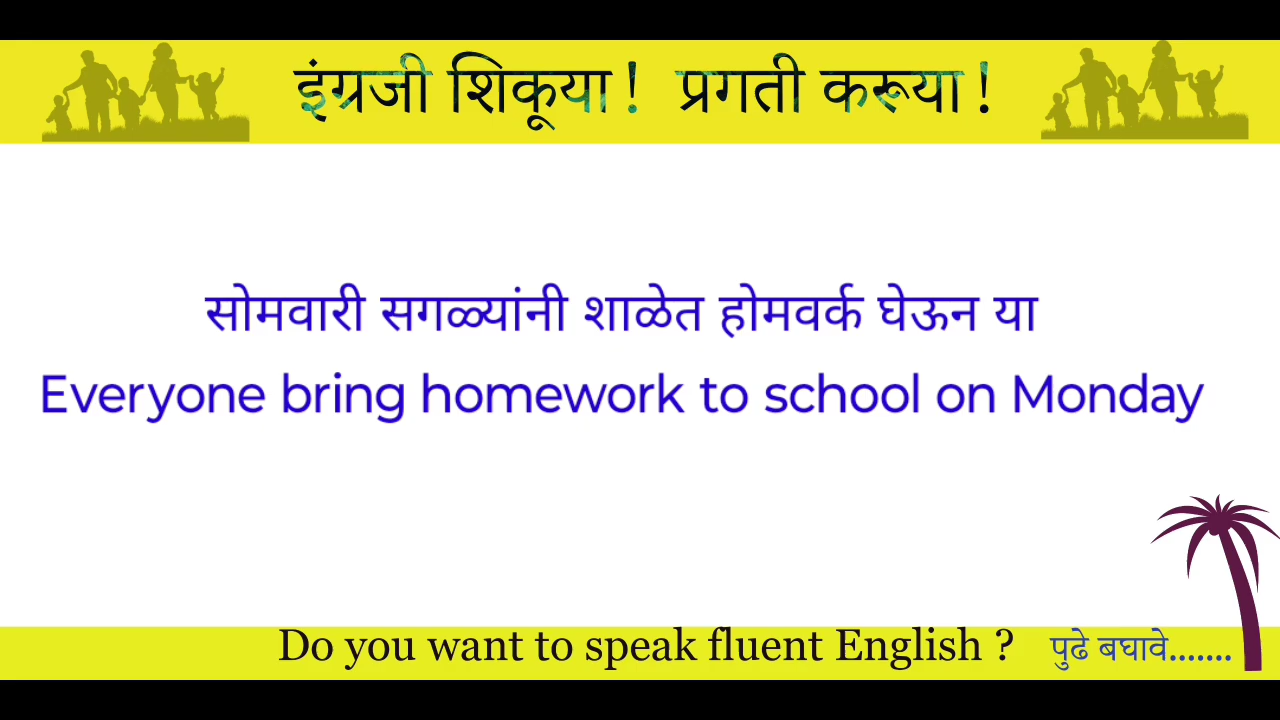 इंग्रजी शिकूया! प्रगती करूया!
सोमवारी सगळ्यांनी शाळेत होमवर्क घेऊन या
Everyone bring homework to school on Monday
Do you want to speak fluent English ? पुढे बघावे.......